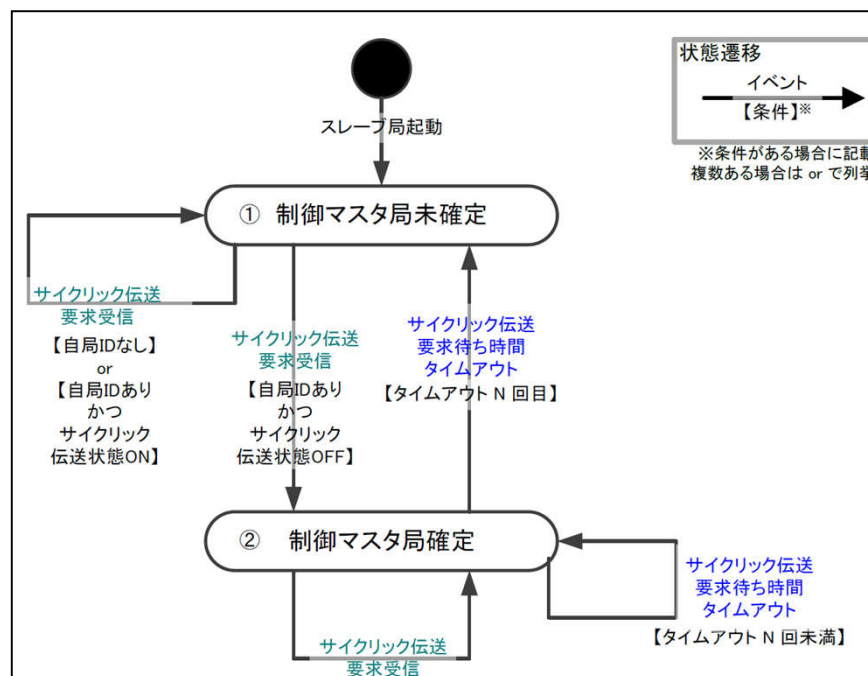 状態遷移
イベント
【条件】※
※条件がある場合に記載
複数ある場合は or で列挙
スレーブ局起動
① 制御マスタ局未確定
サイクリック伝送
要求受信
【自局IDなし】
or
【自局IDあり
かつ
サイクリック
伝送状態ON】
サイクリック伝送
要求受信
【自局IDあり
かつ
サイクリック
伝送状態OFF】
サイクリック伝送
要求待ち時間
タイムアウト
【タイムアウト N 回目】
② 制御マスタ局確定
サイクリック伝送
要求待ち時間
タイムアウト
【タイムアウト N 回未満】
サイクリック伝送
要求受信